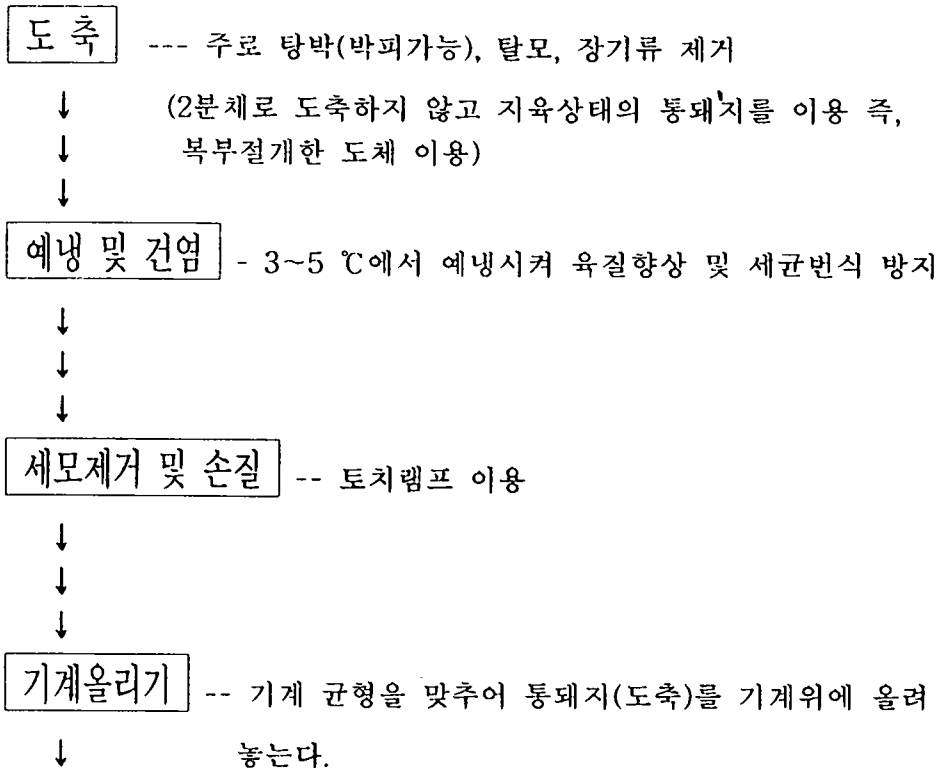 도 축 --- 주로 탕박(박피가능), 탈모, 장기류 제거
↓ (2분체로 도축하지 않고 지육상태의 통돼지를 이용 즉,
↓ 복부절개한 도체 이용)
↓
예냉 및 건염 - 3~5 ℃에서 예냉시켜 육질향상 및 세균번식 방지
↓
↓
↓
세모제거 및 손질 -- 토치램프 이용
↓
↓
↓
기계올리기 -- 기계 균형을 맞추어 통돼지(도축)를 기계위에 올려
↓ 놓는다.